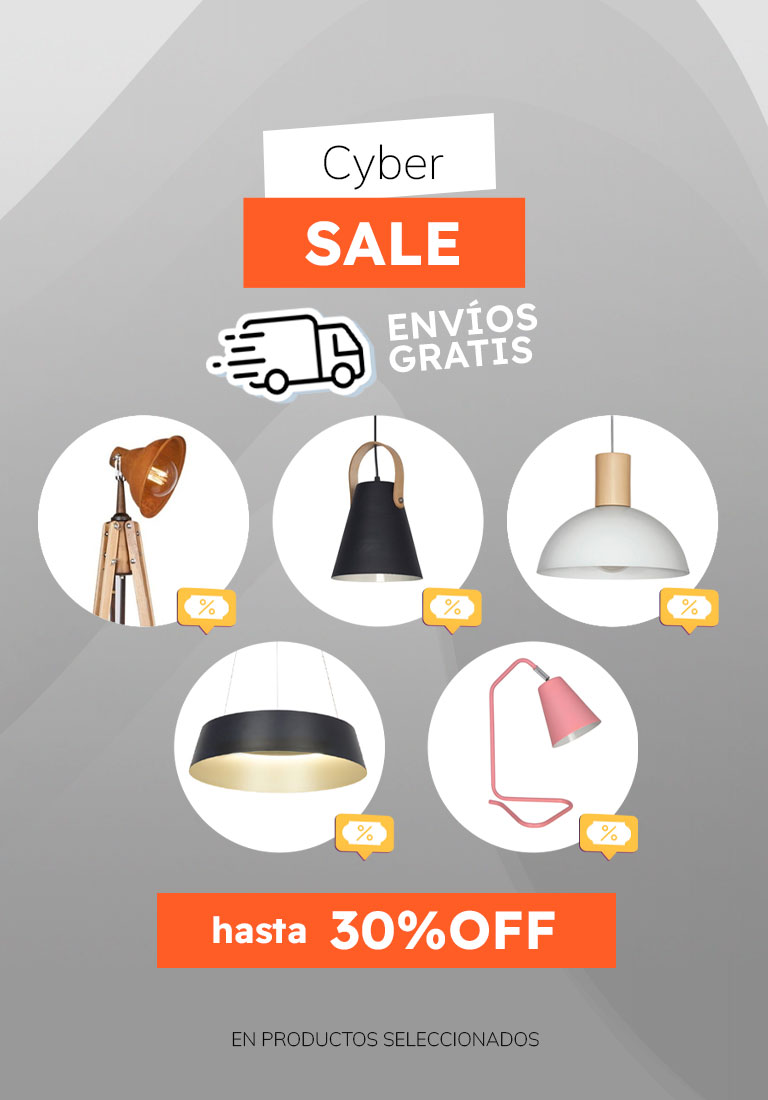 Cyber
SALE
ENVÍOS
GRATIS
%
%
%
%
%
hasta 30%OFF
EN PRODUCTOS SELECCIONADOS